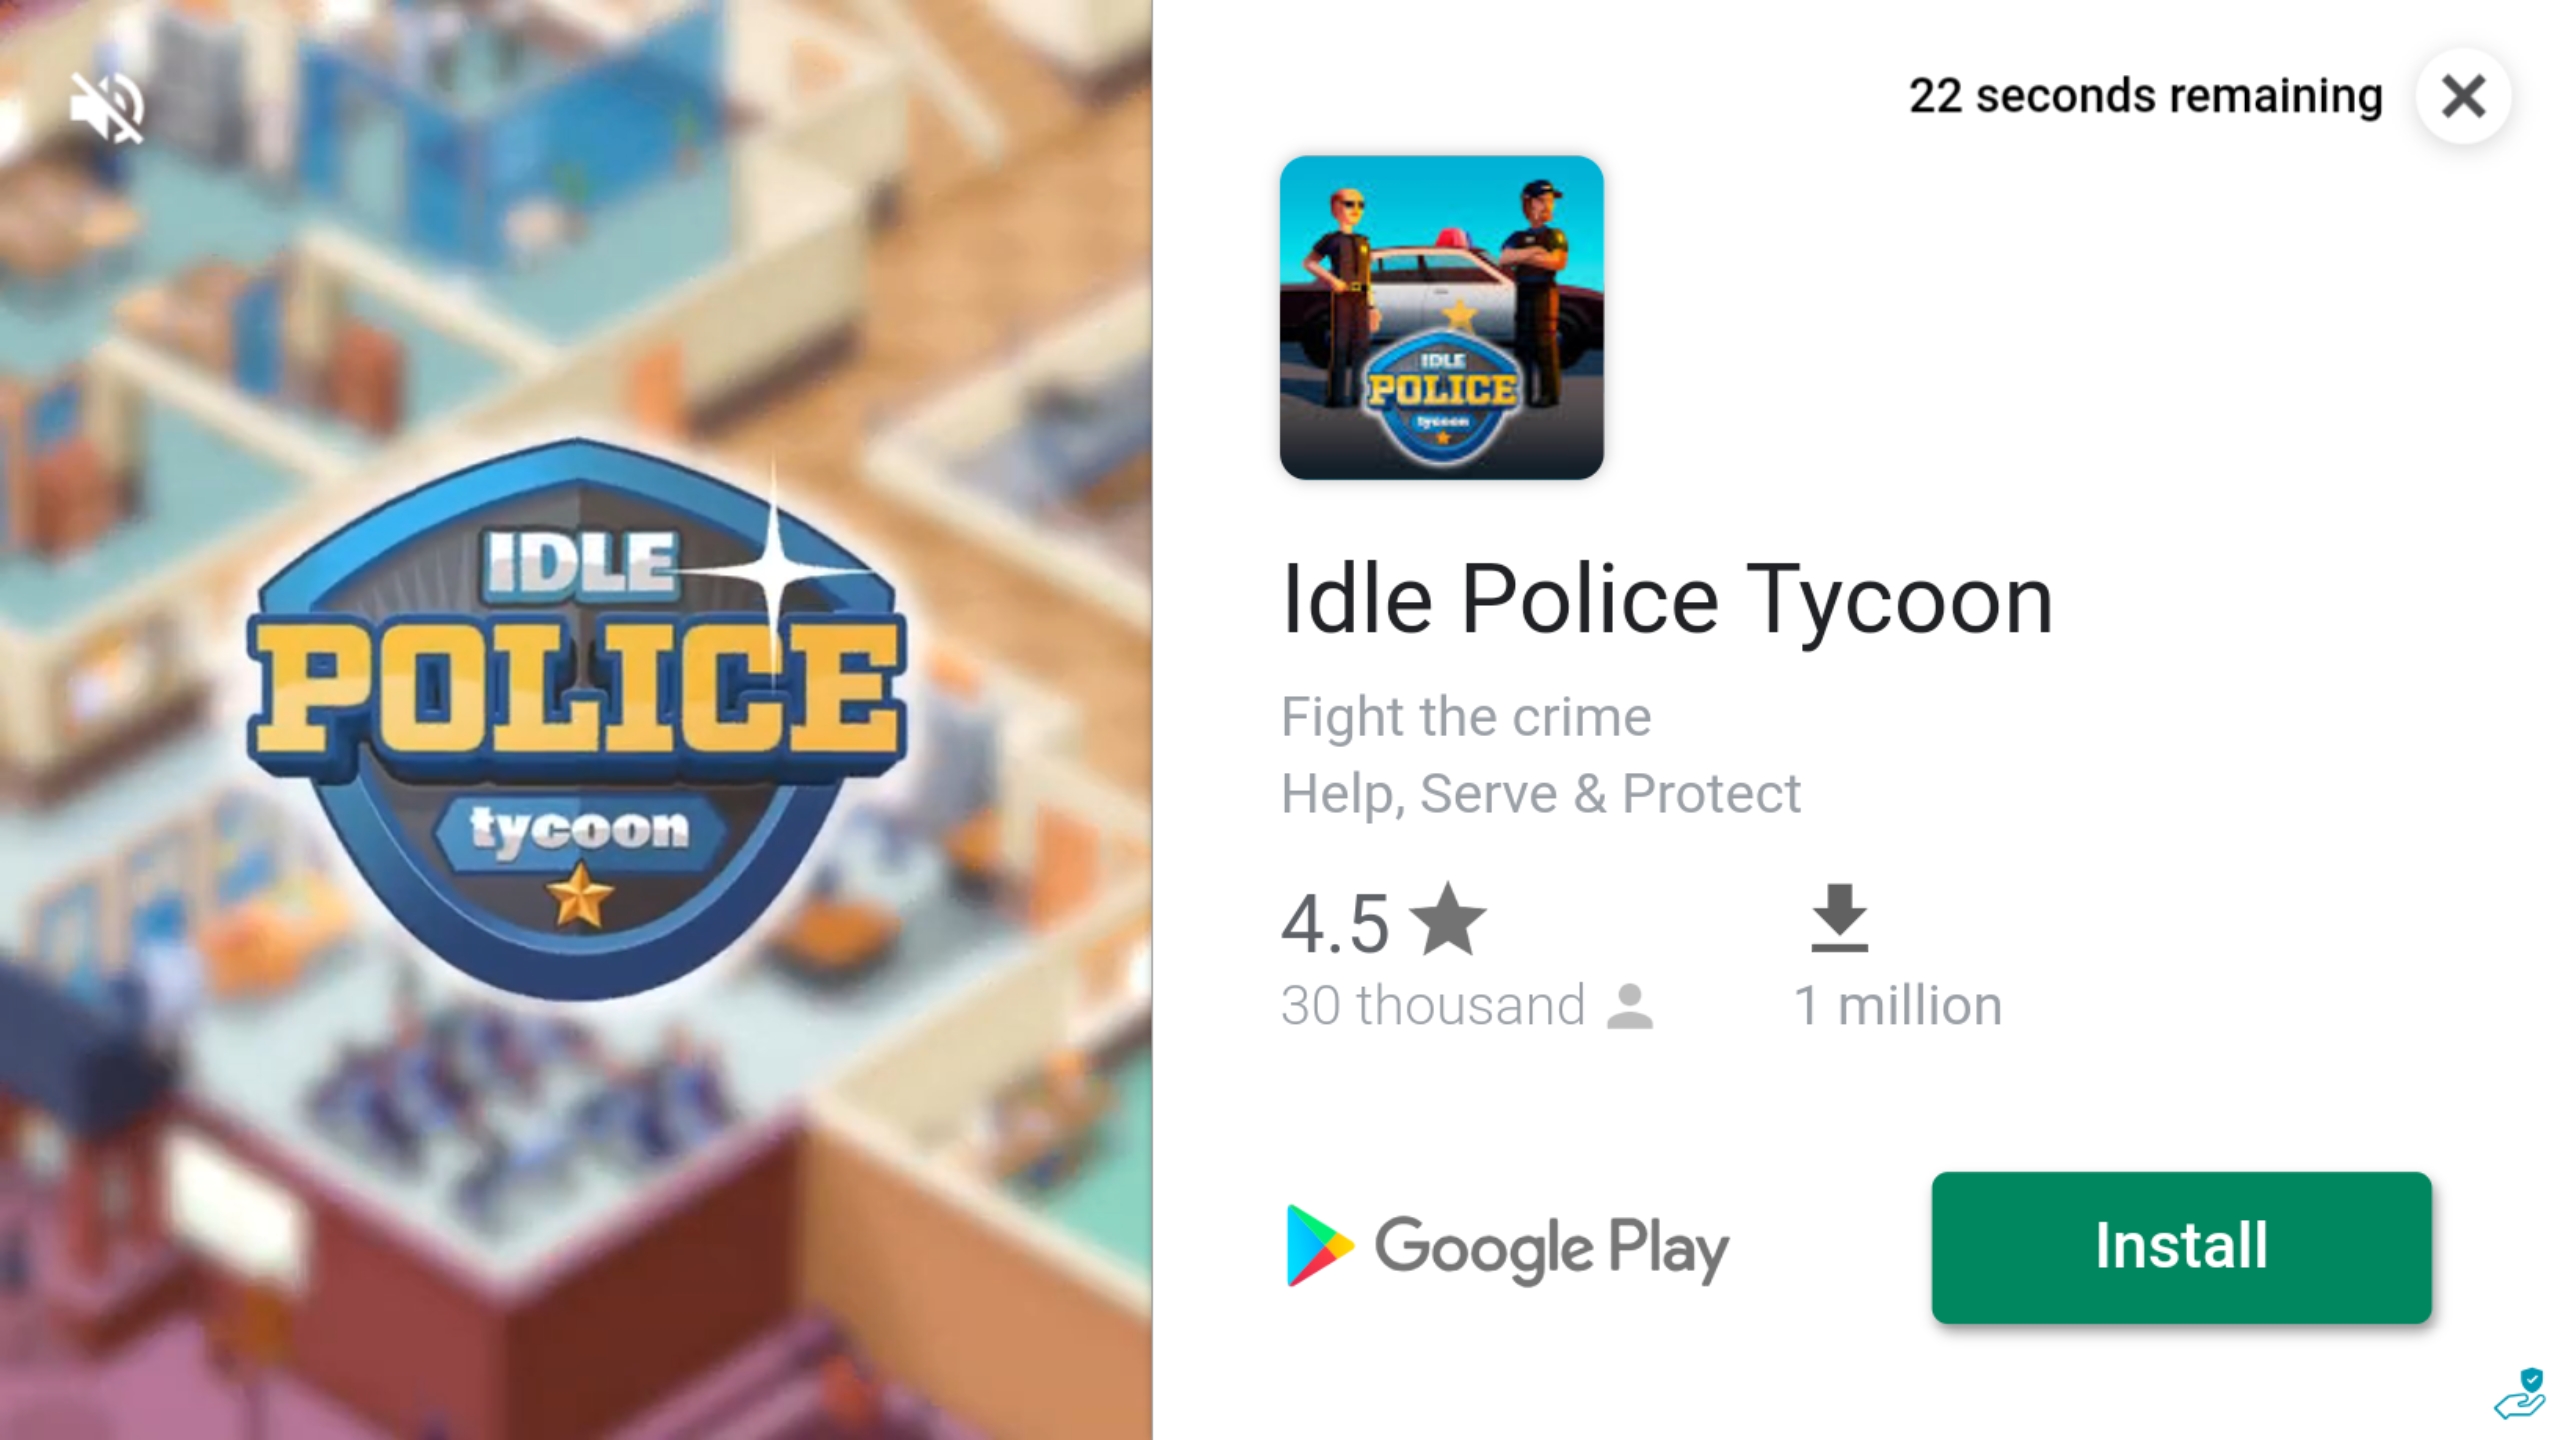 22 seconds remaining
IDLE
POLICE
tycoon
IDLE
POLICE
tycoon
Idle Police Tycoon
Fight the crime
Help, Serve & Protect
4.5
30 thousand
1 million
Google Play
Install